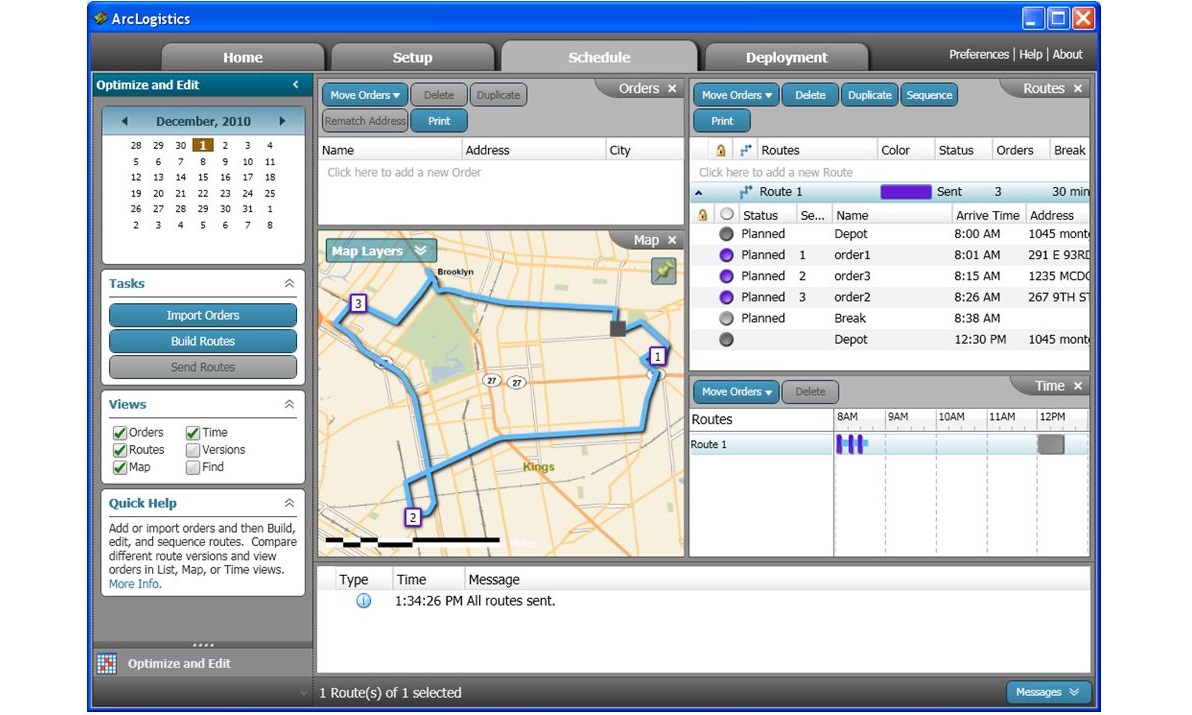 ArcLogistics
Home Setup Schedule Deployment Preferences | Help | About
Optimize and Edit
December, 2010
28 29 30 1 2 3 4
5 6 7 8 9 10 11
12 13 14 15 16 17 18
19 20 21 22 23 24 25
26 27 28 29 30 31 1
2 3 4 5 6 7 8
Tasks
Import Orders
Build Routes
Send Routes
Views
Orders Time
Routes Versions
Map Find
Quick Help
Add or import orders and then Build,
edit, and sequence routes. Compare
different route versions and view
orders in List, Map, or Time views.
More Info.
Optimize and Edit
Move Orders Delete Duplicate Orders
Rematch Address Print
Name Address City
Click here to add a new Order
Map Layers Map
Brooklyn
3
1
27 27
Kings
2
Move Orders Delete Duplicate Sequence Routes
Print
Routes Color Status Orders Break
Click here to add a new Route
Route 1 Sent 3 30 min
Status Se... Name Arrive Time Address
Planned Depot 8:00 AM 1045 mont
Planned 1 order1 8:01 AM 291 E 93RD
Planned 2 order3 8:15 AM 1235 MCDO
Planned 3 order2 8:26 AM 267 9TH ST
Planned Break 8:38 AM
Depot 12:30 PM 1045 mont
Move Orders Delete Time
Routes 8AM 9AM 10AM 11AM 12PM
Route 1
Type Time Message
1:34:26 PM All routes sent.
1 Route(s) of 1 selected Messages